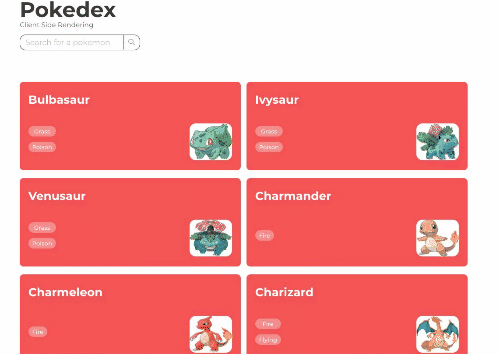 Pokedex
Client Side Rendering
Search for a pokemon
Bulbasaur
Grass
Poison
Ivysaur
Grass
Poison
Venusaur
Grass
Poison
Charmander
Fire
Charmeleon
Fire
Charizard
Fire
Flying